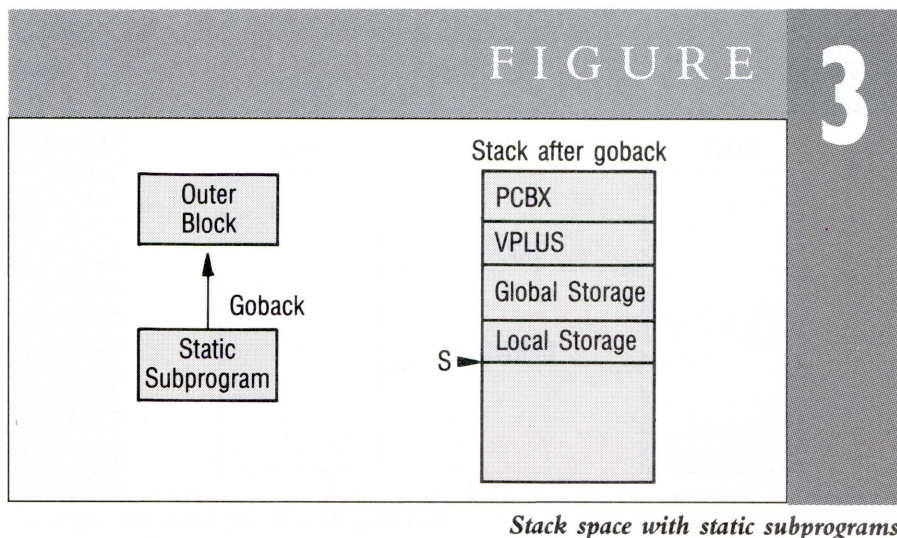 FIGURE
3
Outer
Block
Goback
Static
Subprogram
Stack after goback
PCBX
VPLUS
Global Storage
Local Storage
S
Stack space with static subprograms